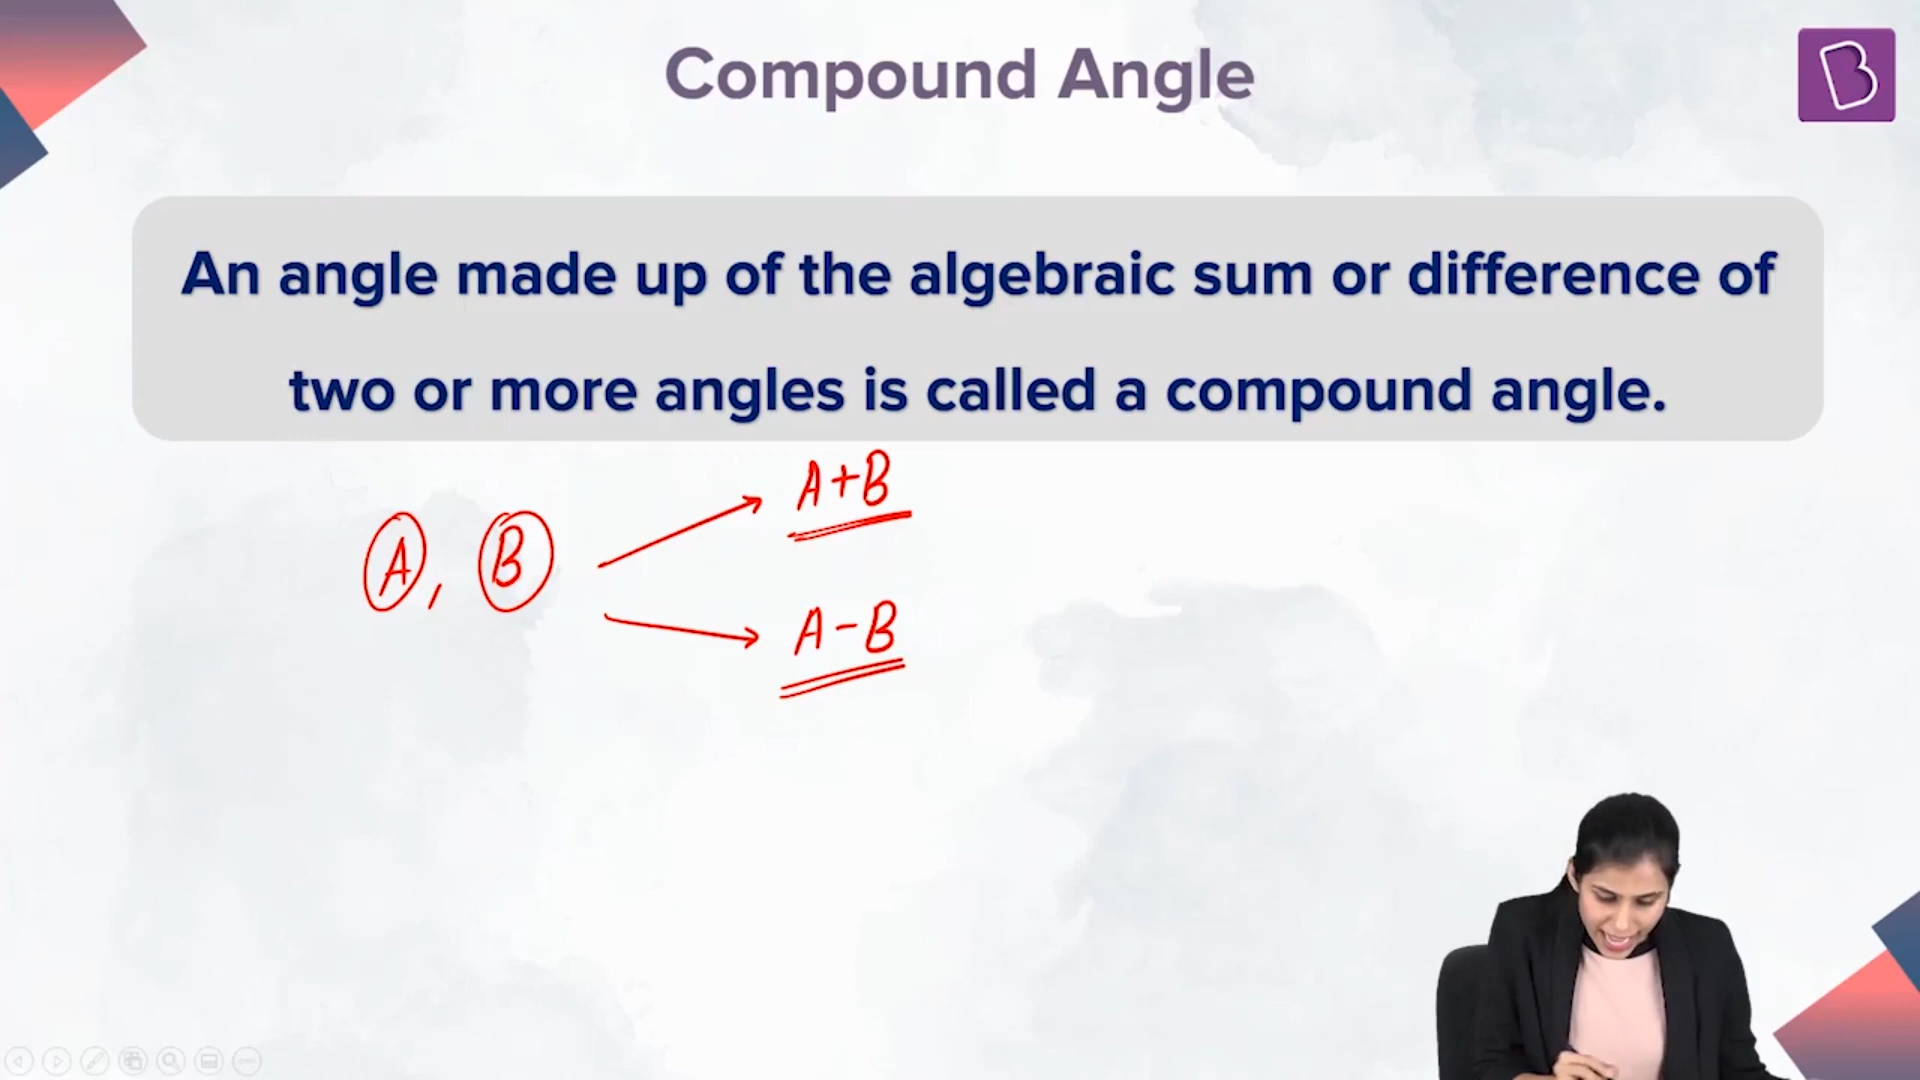 Compound Angle
B
An angle made up of the algebraic sum or difference of
two or more angles is called a compound angle.
A+B
A, B
A-B